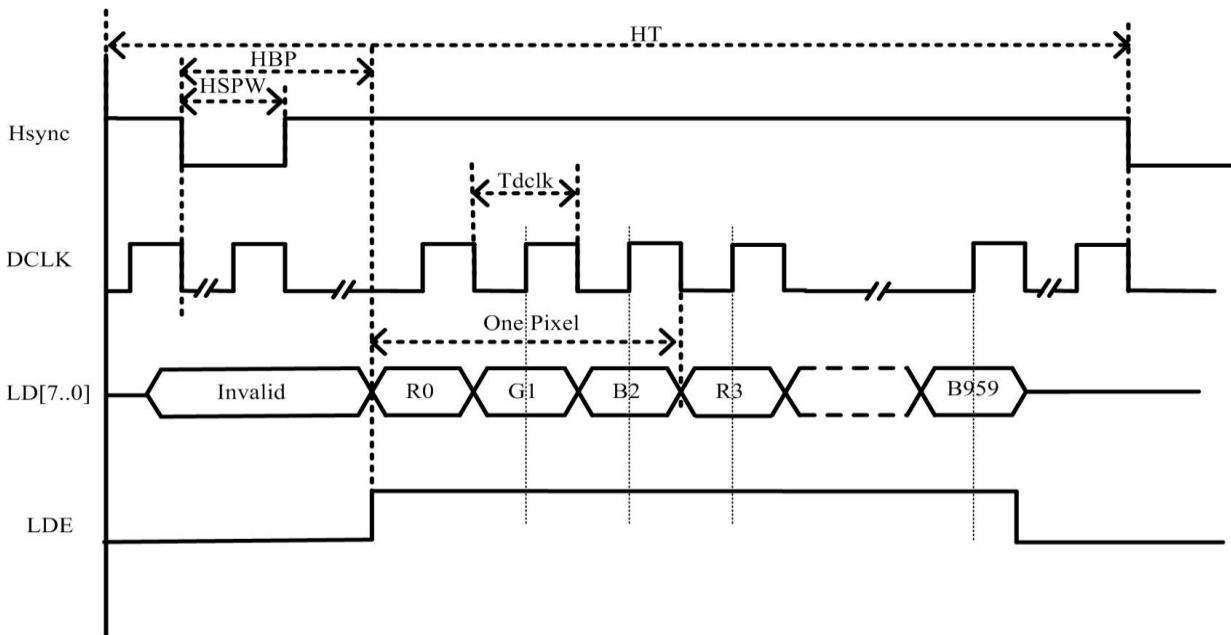 HT
HBP
HSPW
Hsync
Tdclk
DCLK
One Pixel
LD[7..0] Invalid R0 G1 B2 R3 B959
LDE